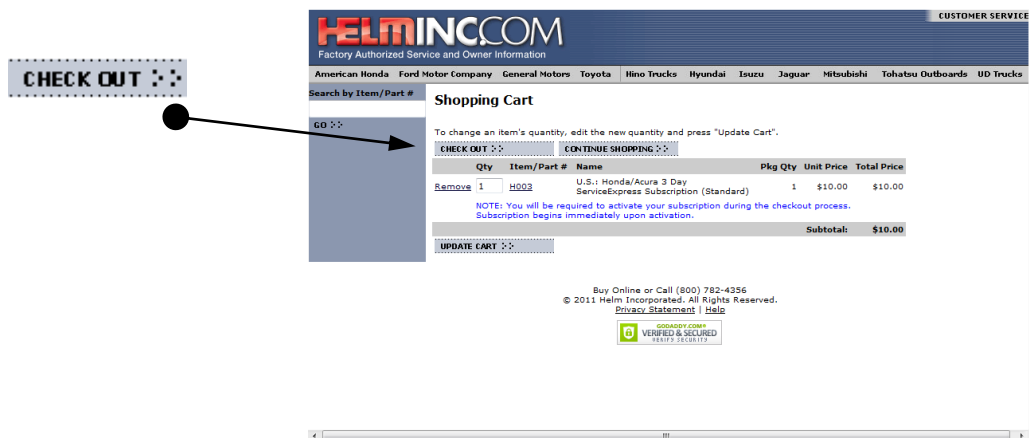 CUSTOMER SERVICE
HELMINC.COM
Factory Authorized Service and Owner Information
CHECK OUT
American Honda Ford Motor Company General Motors Toyota Hino Trucks Hyundai Isuzu Jaguar Mitsubishi Tohatsu Outboards UD Trucks
Search by Item/Part #
Shopping Cart
GO
To change an item's quantity, edit the new quantity and press "Update Cart".
CHECK OUT CONTINUE SHOPPING
Qty Item/Part # Name Pkg Qty Unit Price Total Price
Remove 1 H003 U.S.: Honda/Acura 3 Day
ServiceExpress Subscription (Standard) 1 $10.00 $10.00
NOTE: You will be required to activate your subscription during the checkout process.
Subscription begins immediately upon activation.
Subtotal: $10.00
UPDATE CART
Buy Online or Call (800) 782-4356
© 2011 Helm Incorporated. All Rights Reserved.
Privacy Statement | Help
GODADDY.COM®
VERIFIED & SECURED
VERIFY SECURITY